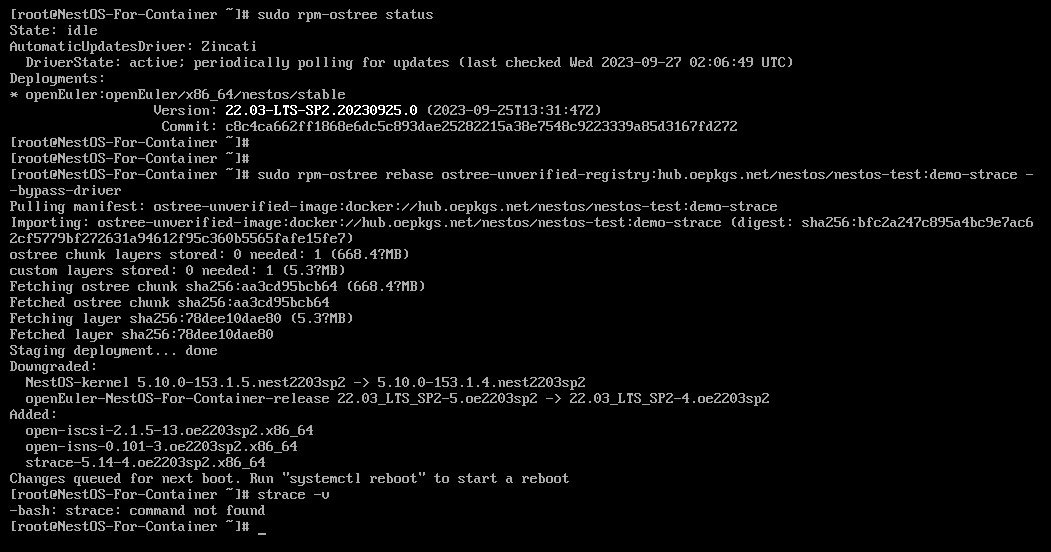 [root@NestOS-For-Container ~]# sudo rpm-ostree status
State: idle
AutomaticUpdatesDriver: Zincati
  DriverState: active; periodically polling for updates (last checked Wed 2023-09-27 02:06:49 UTC)
Deployments:
* openEuler:openEuler/x86_64/nestos/stable
                  Version: 22.03-LTS-SP2.20230925.0 (2023-09-25T13:31:47Z)
                   Commit: c8c4ca662ff1868e6dc5c893dae25282215a38e7548c9223339a85d3167fd272
[root@NestOS-For-Container ~]#
[root@NestOS-For-Container ~]#
[root@NestOS-For-Container ~]# sudo rpm-ostree rebase ostree-unverified-registry:hub.oepkgs.net/nestos/nestos-test:demo-strace -
-bypass-driver
Pulling manifest: ostree-unverified-image:docker://hub.oepkgs.net/nestos/nestos-test:demo-strace
Importing: ostree-unverified-image:docker://hub.oepkgs.net/nestos/nestos-test:demo-strace (digest: sha256:bfc2a247c895a4bc9e7ac6
2cf5779bf272631a94612f95c360b5565fafe15fe7)
ostree chunk layers stored: 0 needed: 1 (668.4?MB)
custom layers stored: 0 needed: 1 (5.3?MB)
Fetching ostree chunk sha256:aa3cd95bcb64 (668.4?MB)
Fetched ostree chunk sha256:aa3cd95bcb64
Fetching layer sha256:78dee10dae80 (5.3?MB)
Fetched layer sha256:78dee10dae80
Staging deployment... done
Downgraded:
  NestOS-kernel 5.10.0-153.1.5.nest2203sp2 -> 5.10.0-153.1.4.nest2203sp2
  openEuler-NestOS-For-Container-release 22.03_LTS_SP2-5.oe2203sp2 -> 22.03_LTS_SP2-4.oe2203sp2
Added:
  open-iscsi-2.1.5-13.oe2203sp2.x86_64
  open-isns-0.101-3.oe2203sp2.x86_64
  strace-5.14-4.oe2203sp2.x86_64
Changes queued for next boot. Run "systemctl reboot" to start a reboot
[root@NestOS-For-Container ~]# strace -v
-bash: strace: command not found
[root@NestOS-For-Container ~]# _